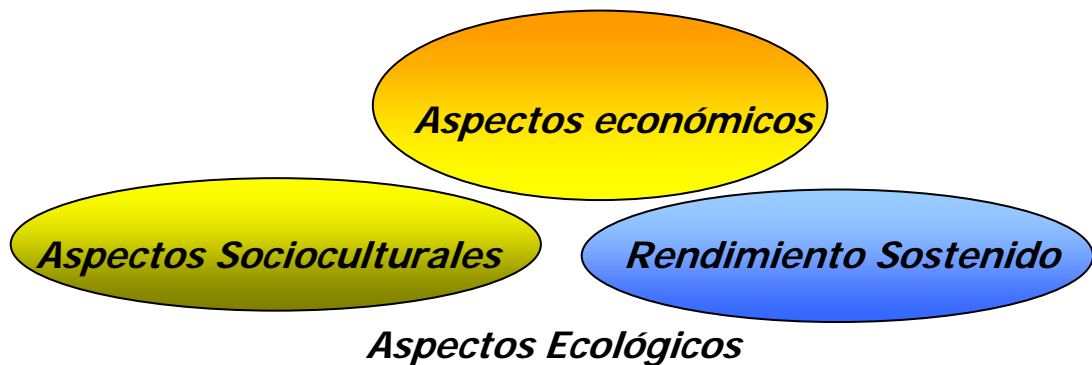 Aspectos económicos
Aspectos Socioculturales
Rendimiento Sostenido
Aspectos Ecológicos